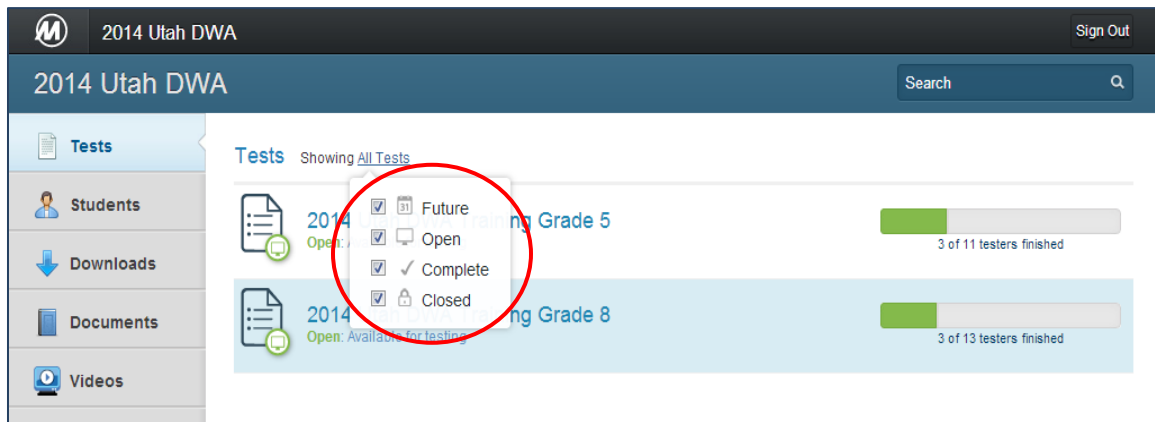 2014 Utah DWA
Sign Out
2014 Utah DWA
Search
Tests
Students
Downloads
Documents
Videos
Tests Showing All Tests
31 Future
Open
Complete
Closed
2014 Utah DWA Training Grade 5
Open:
3 of 11 testers finished
2014 Utah DWA Training Grade 8
Open: Available for testing
3 of 13 testers finished